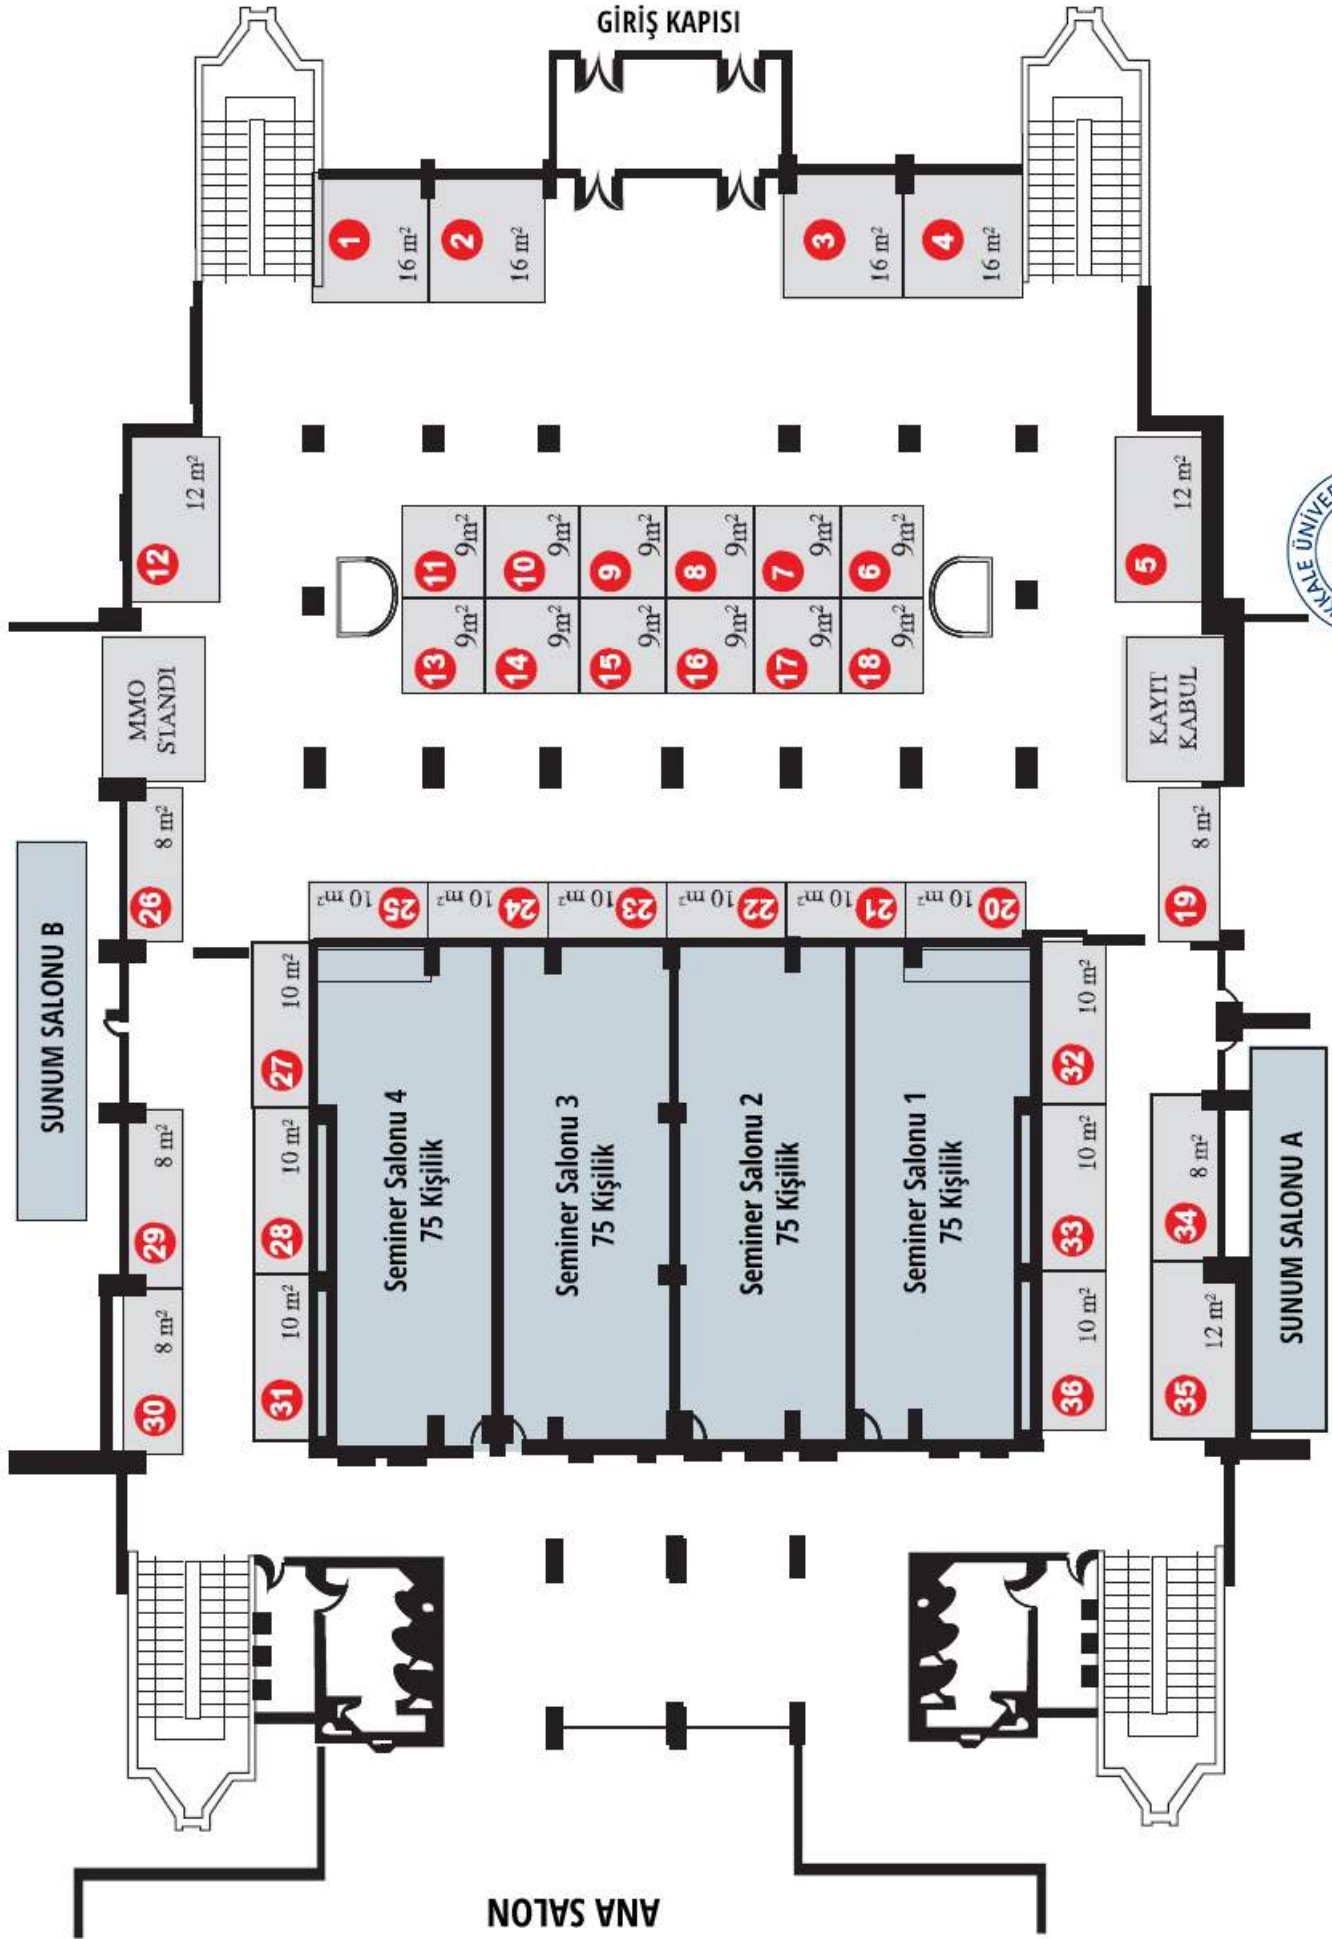 GİRİŞ KAPISI
1
16 m²
2
16 m²
3
16 m²
4
16 m²
12
12 m²
5
12 m²
11
9m²
10
9m²
9
9m²
8
9m²
7
9m²
6
9m²
13
9m²
14
9m²
15
9m²
16
9m²
17
9m²
18
9m²
MMO
STANDI
KAYIT
KABUL
26
8 m²
19
8 m²
25
10 m²
24
10 m²
23
10 m²
22
10 m²
21
10 m²
20
10 m²
SUNUM SALONU B
27
10 m²
28
10 m²
31
10 m²
29
8 m²
30
8 m²
Seminer Salonu 4
75 Kişilik
Seminer Salonu 3
75 Kişilik
Seminer Salonu 2
75 Kişilik
Seminer Salonu 1
75 Kişilik
32
10 m²
33
10 m²
36
10 m²
34
8 m²
35
12 m²
SUNUM SALONU A
ANA SALON